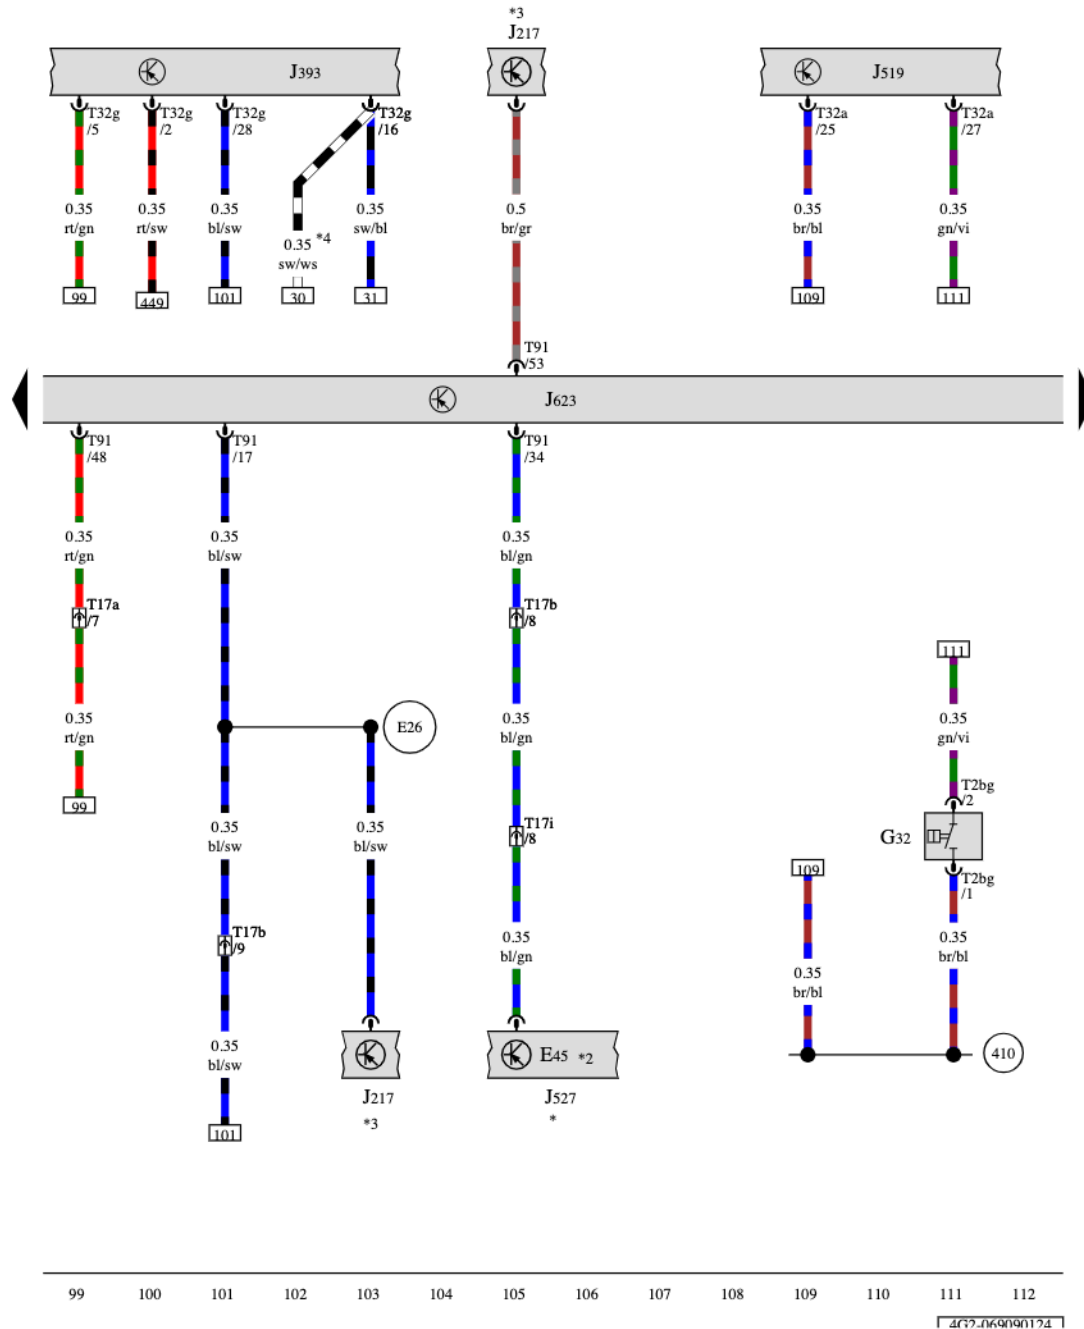 *3
J217
J393
J519
T32g
/5
T32g
/2
T32g
/28
T32g
/16
T32a
/25
T32a
/27
0.35
rt/gn
0.35
rt/sw
0.35
bl/sw
0.35 *4
sw/ws
0.35
sw/bl
0.5
br/gr
0.35
br/bl
0.35
gn/vi
99
449
101
30
31
109
111
T91
/53
J623
T91
/48
T91
/17
T91
/34
0.35
rt/gn
0.35
bl/sw
0.35
bl/gn
T17a
/7
T17b
/8
111
0.35
rt/gn
E26
0.35
bl/gn
0.35
gn/vi
99
T2bg
/2
0.35
bl/sw
0.35
bl/sw
T17i
/8
G32
109
T2bg
/1
T17b
/9
0.35
bl/gn
0.35
br/bl
0.35
br/bl
0.35
bl/sw
E45 *2
410
J217
*3
J527
*
101
99 100 101 102 103 104 105 106 107 108 109 110 111 112
4G2-069090124